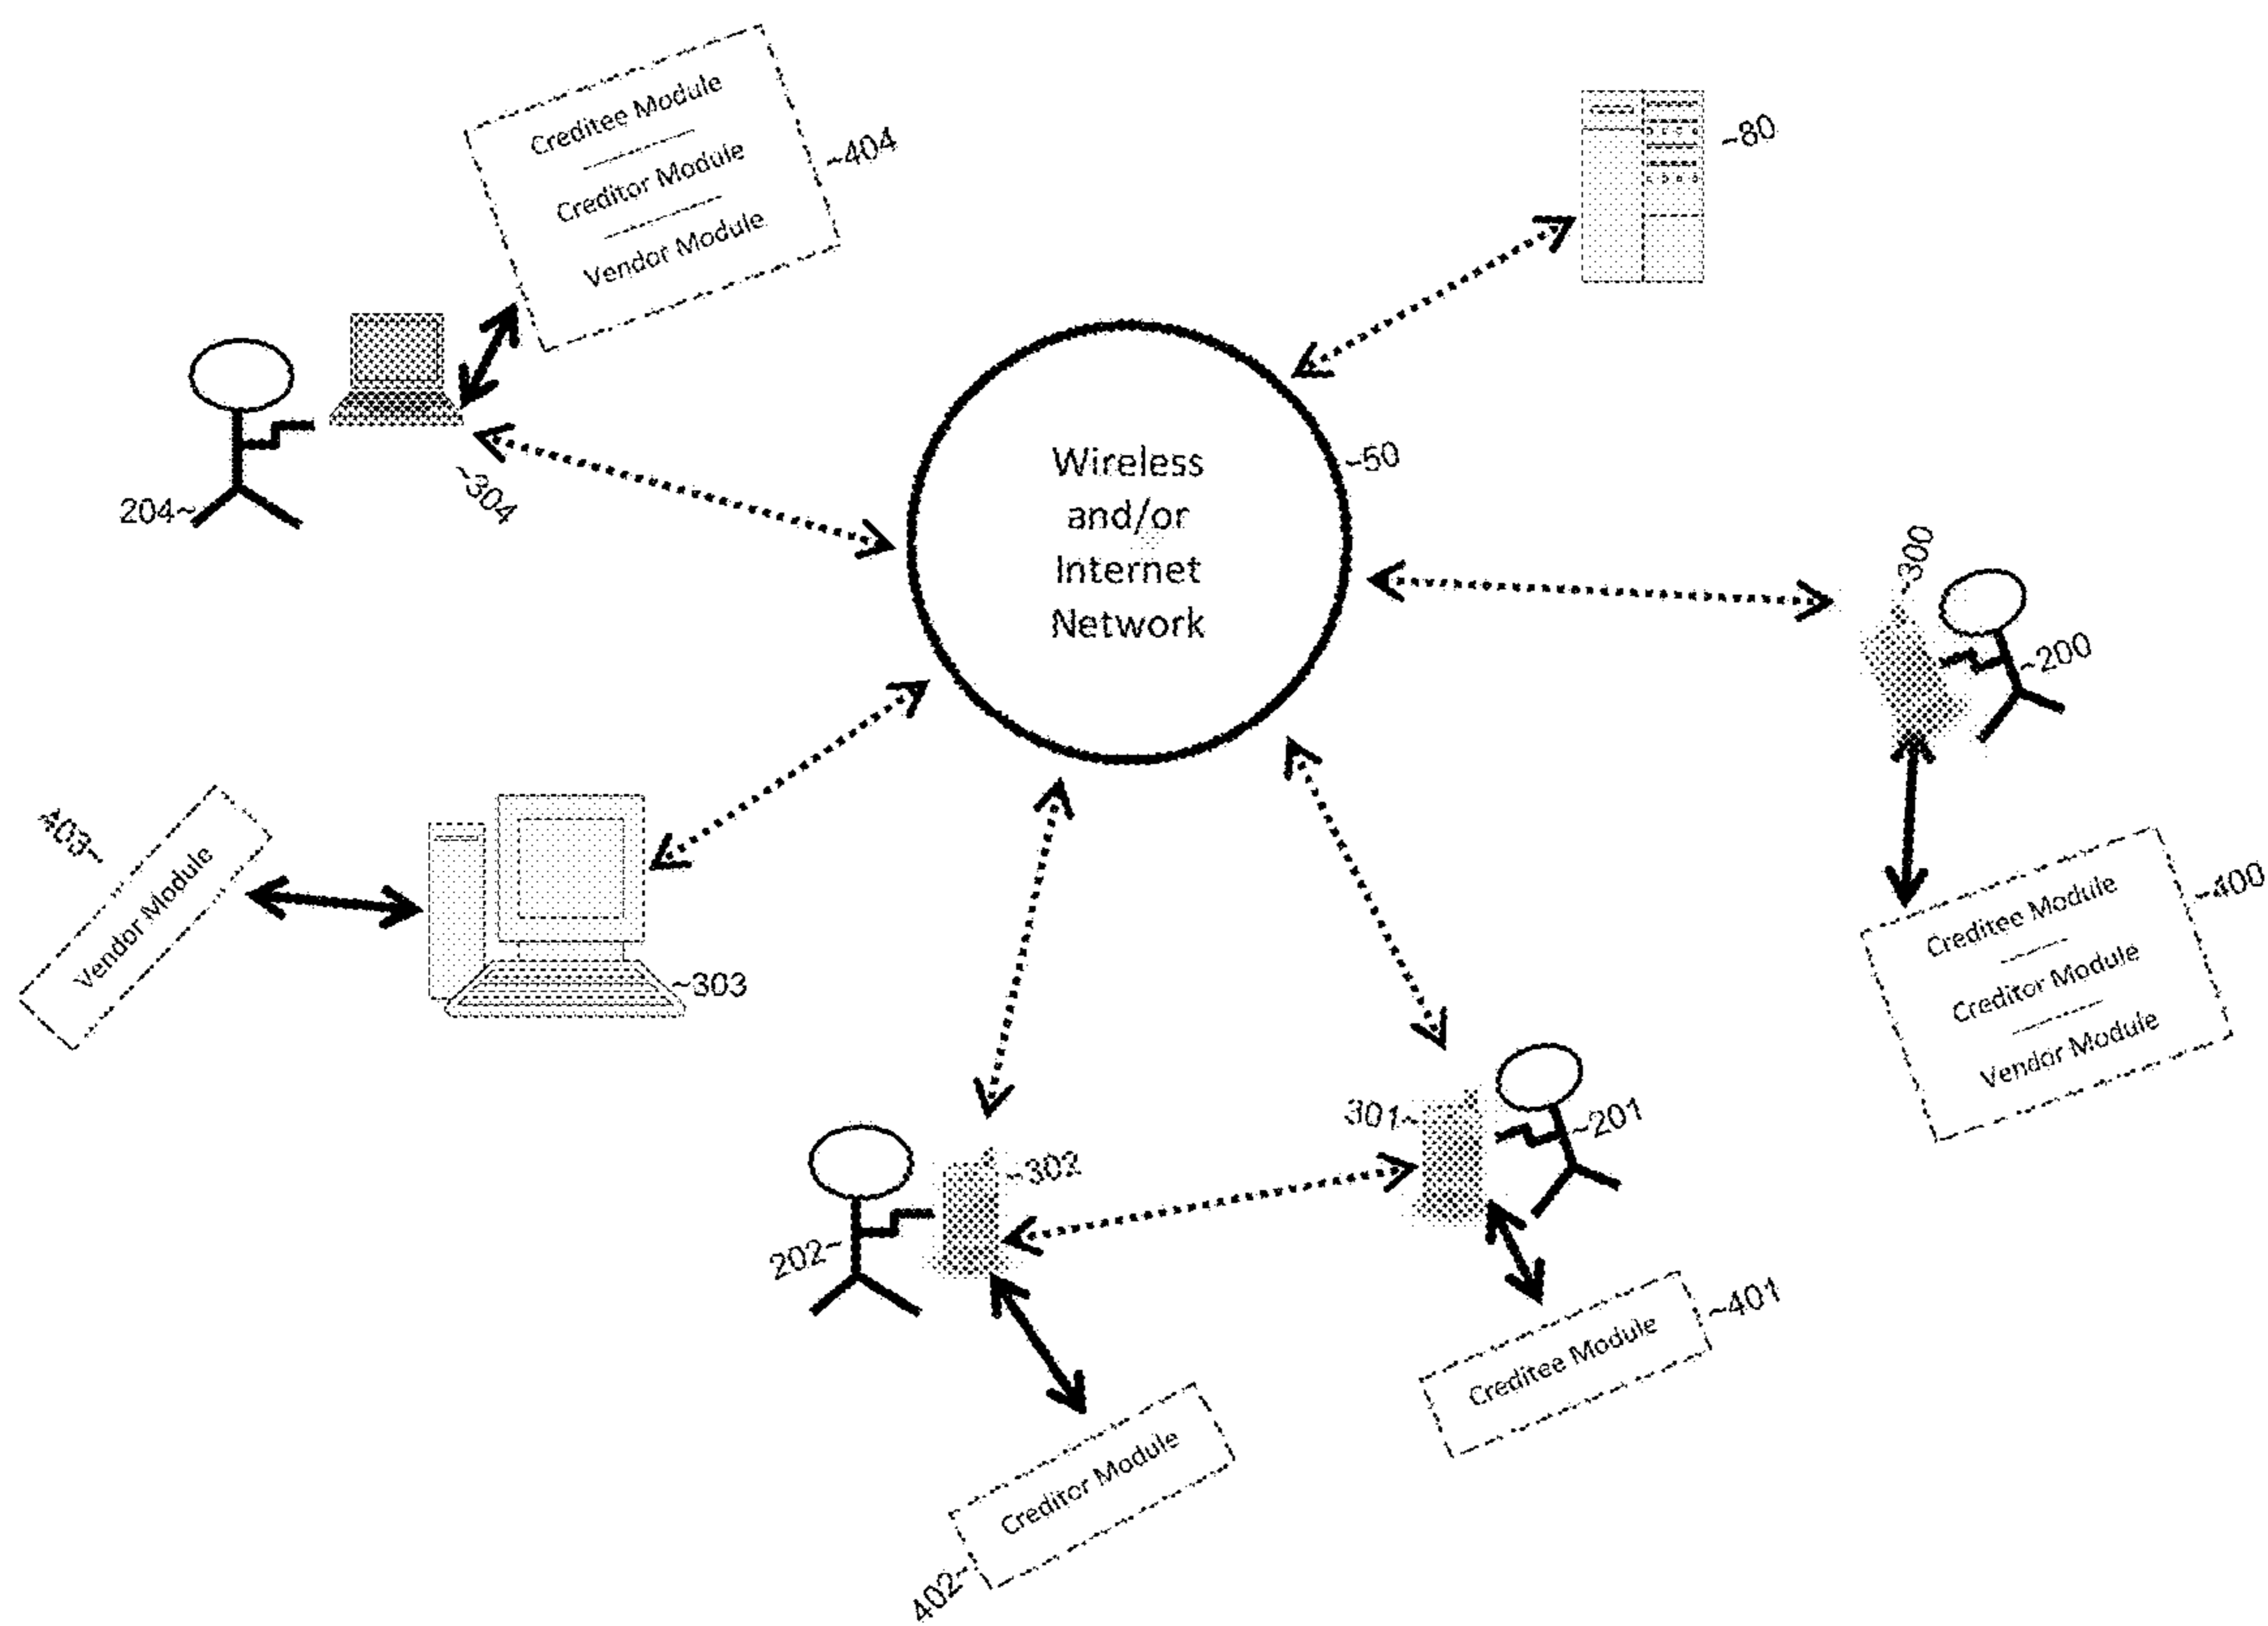 Creditee Module
Creditor Module
Vendor Module
~404
~80
204~
~304
Wireless
and/or
Internet
Network
~50
~300
~200
403~
Vendor Module
~303
~400
Creditee Module
Creditor Module
Vendor Module
301~
~201
~302
202~
~401
Creditee Module
Creditor Module
402~